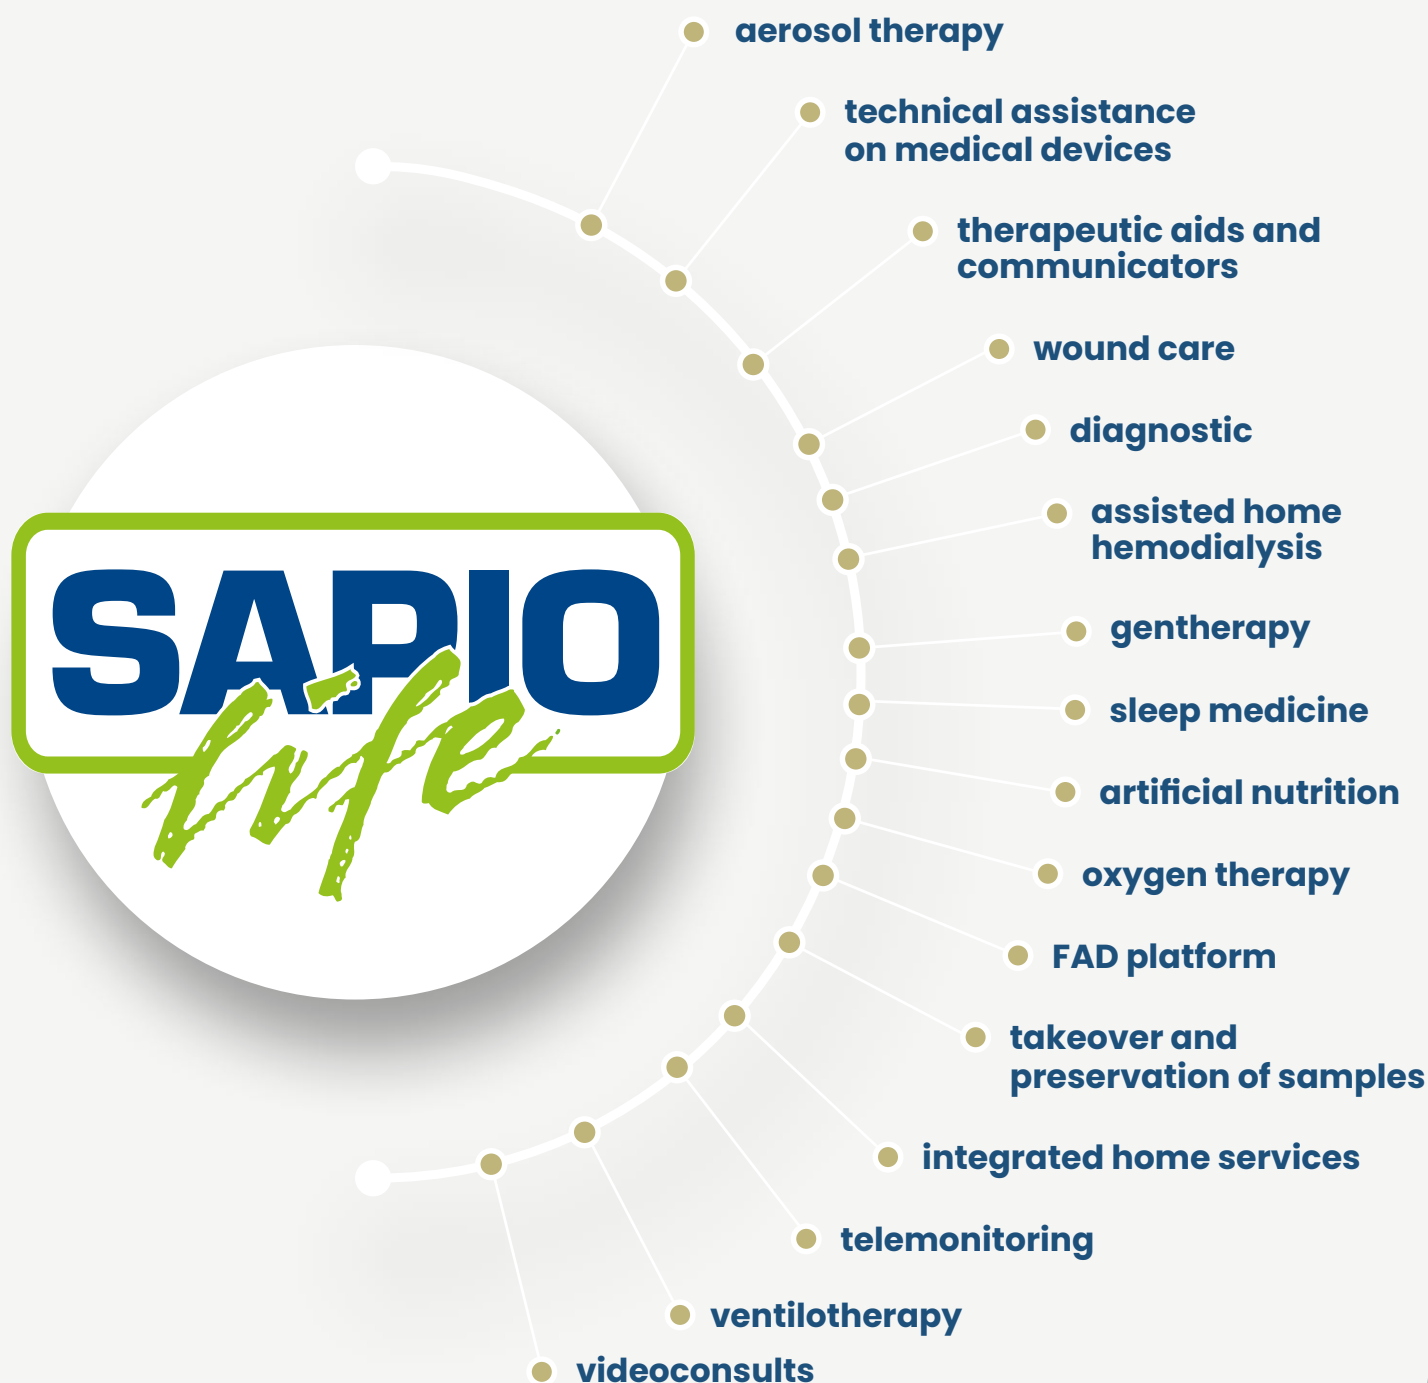 aerosol therapy
technical assistance
on medical devices
therapeutic aids and
communicators
wound care
diagnostic
assisted home
hemodialysis
gentherapy
SAPIO
life
sleep medicine
artificial nutrition
oxygen therapy
FAD platform
takeover and
preservation of samples
integrated home services
telemonitoring
ventilotherapy
videoconsults